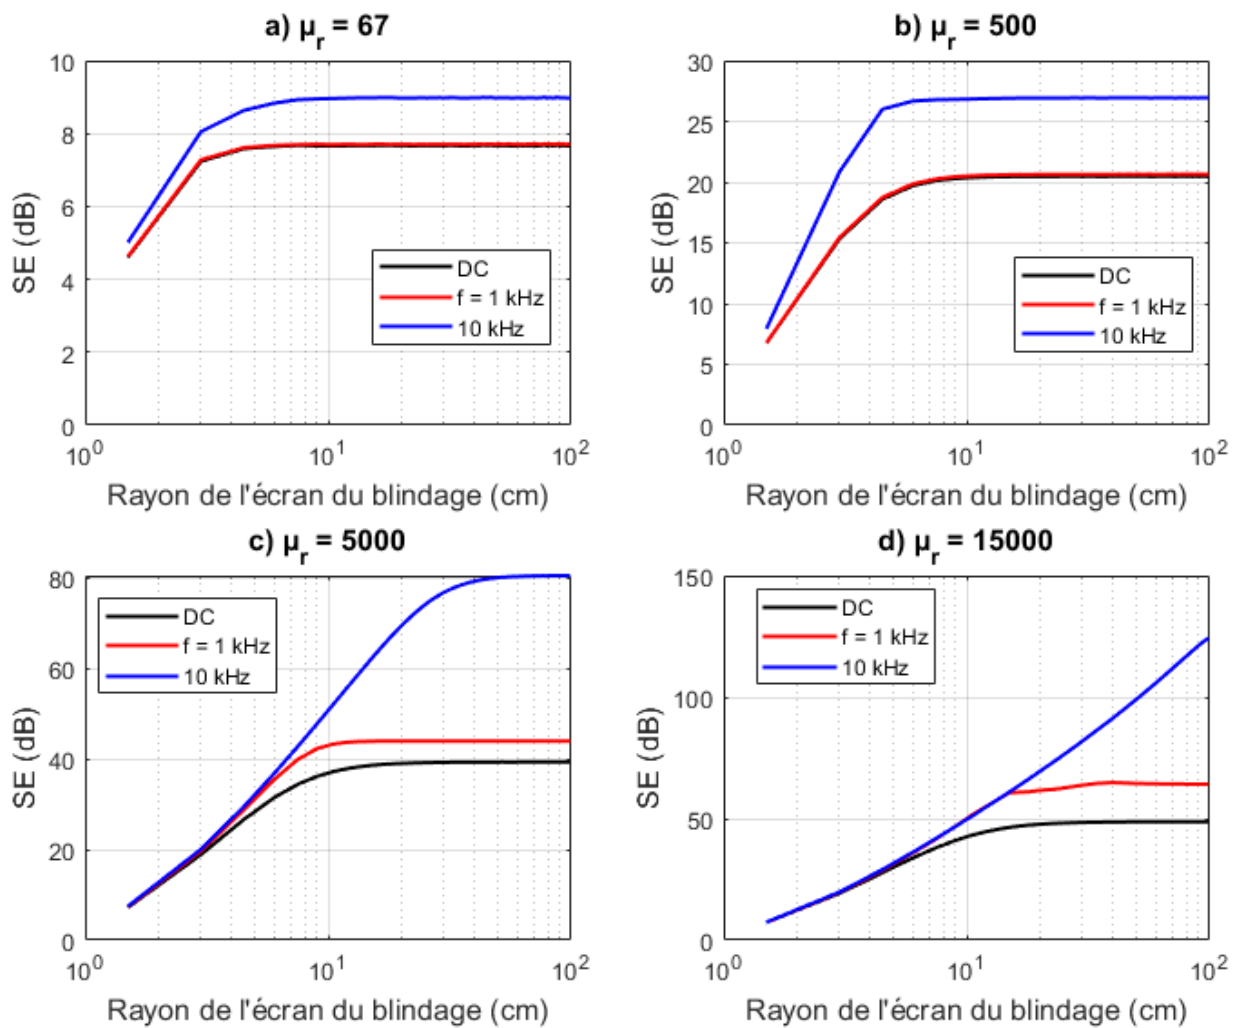 a) μr = 67
10
8
6
4
2
0
SE (dB)
DC
f = 1 kHz
10 kHz
10^0
10^1
10^2
Rayon de l'écran du blindage (cm)
b) μr = 500
30
25
20
15
10
5
0
SE (dB)
DC
f = 1 kHz
10 kHz
10^0
10^1
10^2
Rayon de l'écran du blindage (cm)
c) μr = 5000
80
60
40
20
0
SE (dB)
DC
f = 1 kHz
10 kHz
10^0
10^1
10^2
Rayon de l'écran du blindage (cm)
d) μr = 15000
150
100
50
0
SE (dB)
DC
f = 1 kHz
10 kHz
10^0
10^1
10^2
Rayon de l'écran du blindage (cm)